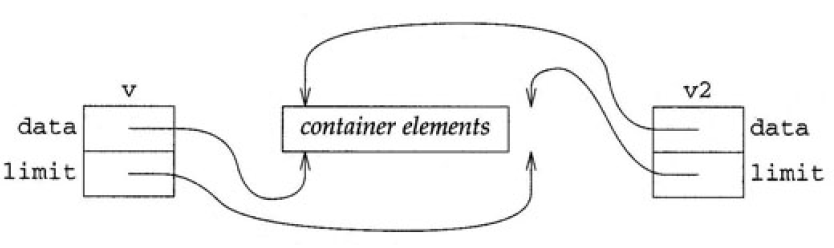 v
v2
data
container elements
data
limit
limit